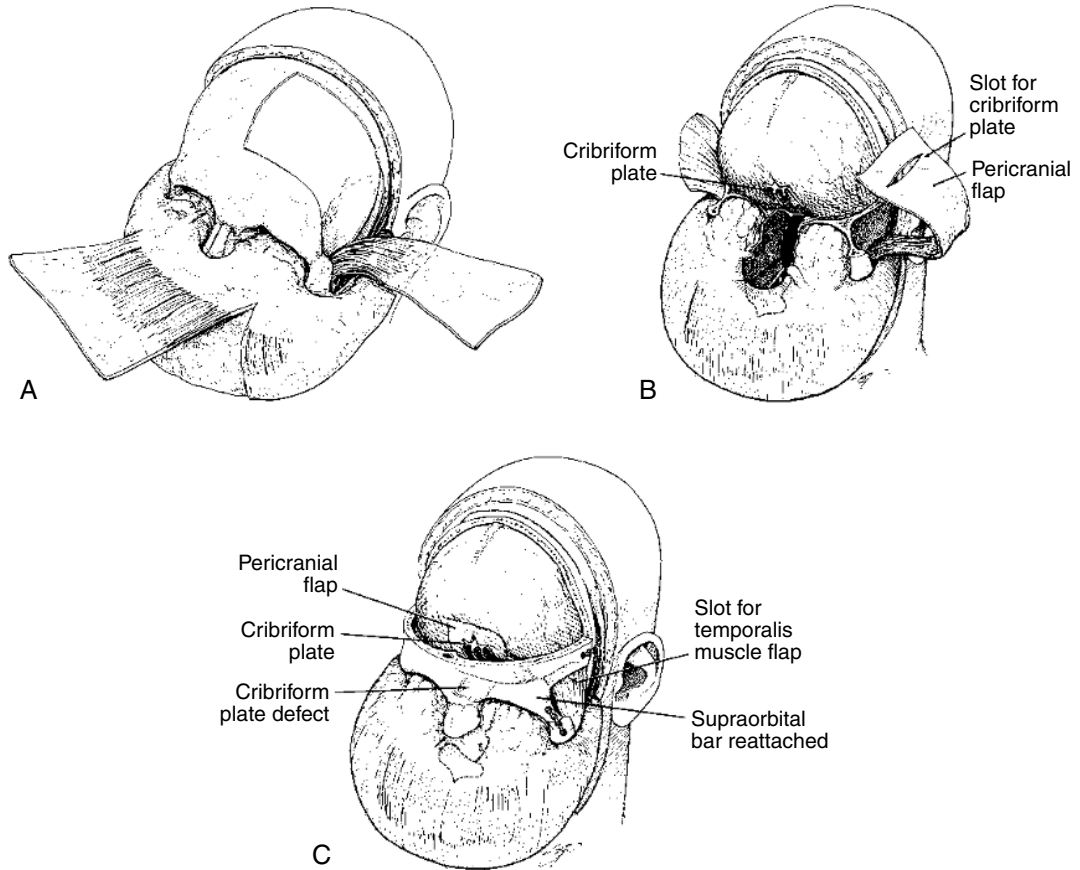 A
Cribriform
plate
Slot for
cribriform
plate
Pericranial
flap
B
Pericranial
flap
Cribriform
plate
Cribriform
plate defect
Slot for
temporalis
muscle flap
Supraorbital
bar reattached
C